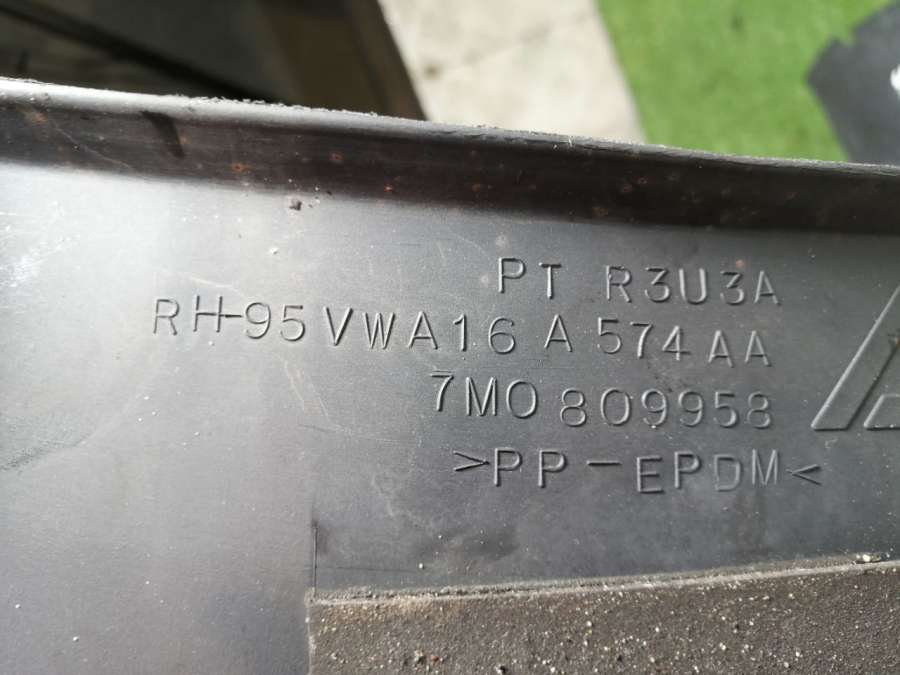 PT R3U3A
RH-95VWA16 A 574 AA
7M0 809958
>PP-EPDM<